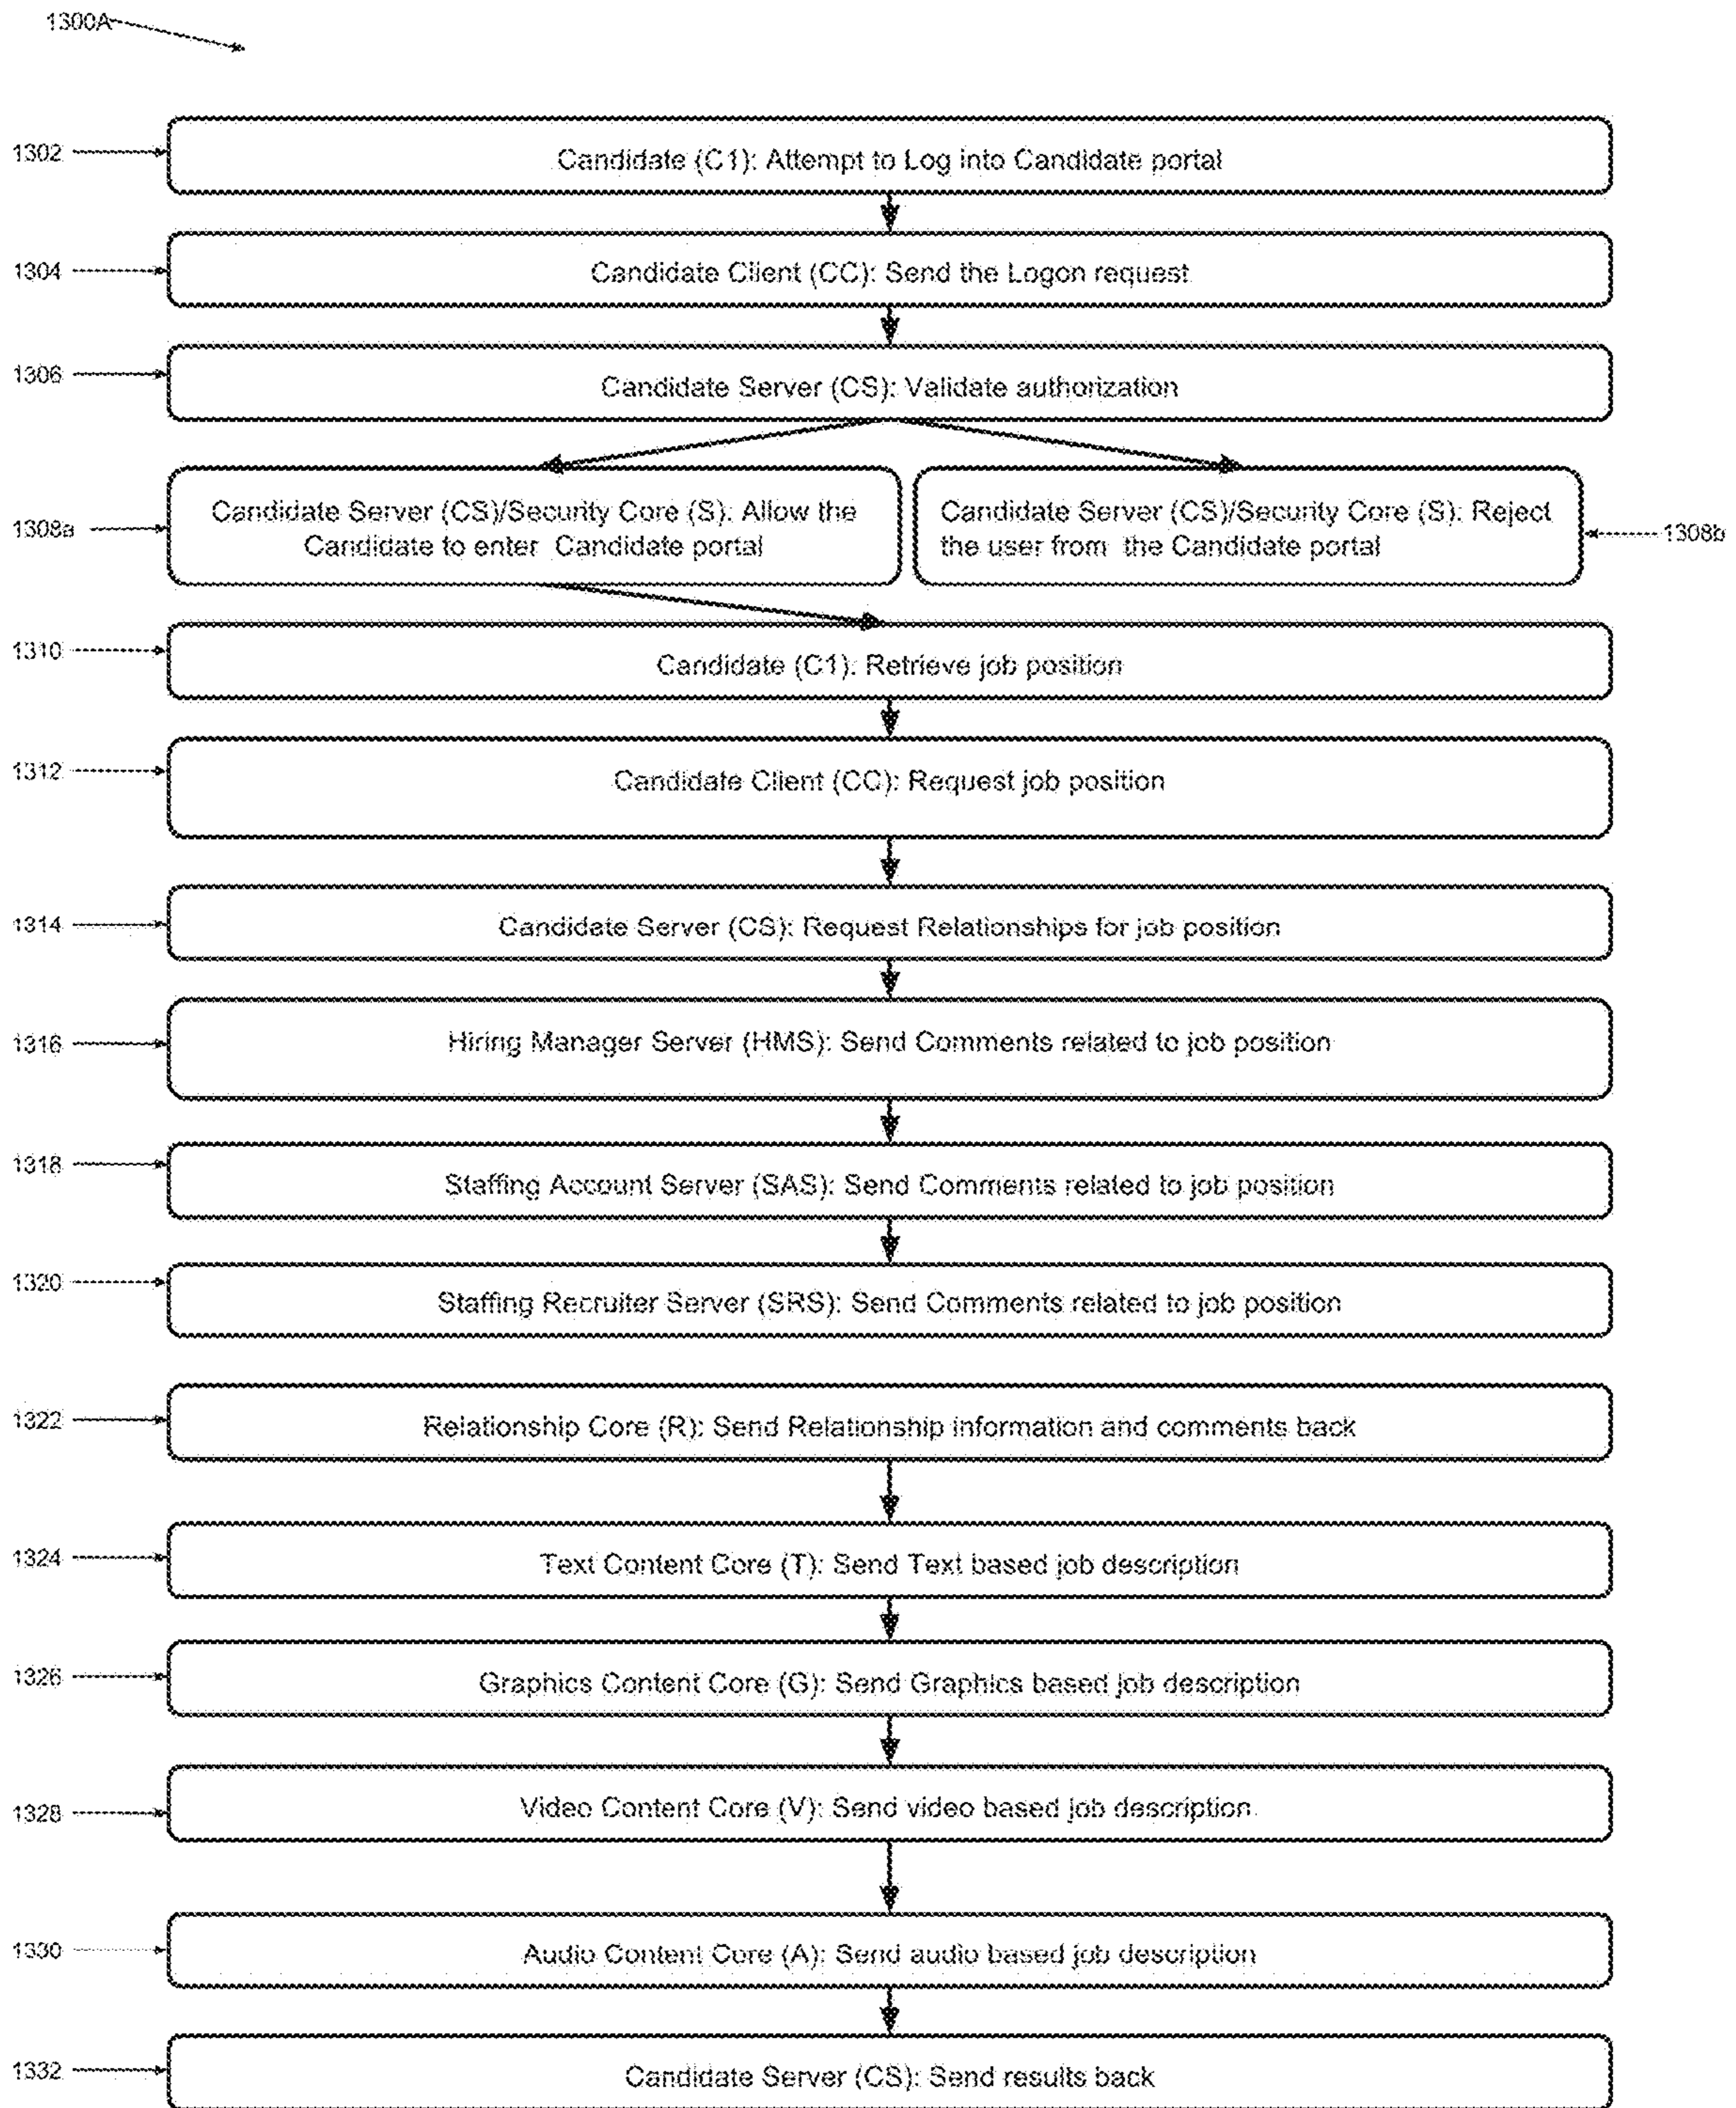 1300A
1302
Candidate (C1): Attempt to Log into Candidate portal
1304
Candidate Client (CC): Send the Logon request
1306
Candidate Server (CS): Validate authorization
1308a
Candidate Server (CS)/Security Core (S): Allow the
Candidate to enter Candidate portal
Candidate Server (CS)/Security Core (S): Reject
the user from the Candidate portal
1308b
1310
Candidate (C1): Retrieve job position
1312
Candidate Client (CC): Request job position
1314
Candidate Server (CS): Request Relationships for job position
1316
Hiring Manager Server (HMS): Send Comments related to job position
1318
Staffing Account Server (SAS): Send Comments related to job position
1320
Staffing Recruiter Server (SRS): Send Comments related to job position
1322
Relationship Core (R): Send Relationship information and comments back
1324
Text Content Core (T): Send Text based job description
1326
Graphics Content Core (G): Send Graphics based job description
1328
Video Content Core (V): Send video based job description
1330
Audio Content Core (A): Send audio based job description
1332
Candidate Server (CS): Send results back